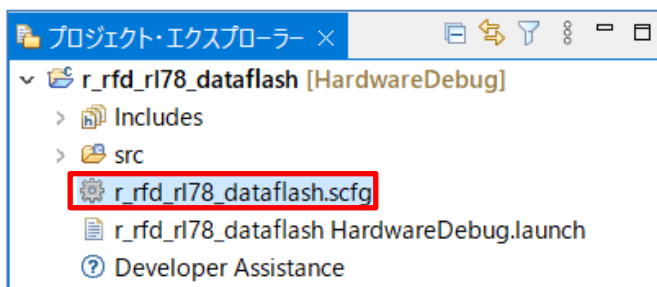 プロジェクト・エクスプローラー
r_rfd_rl78_dataflash [HardwareDebug]
Includes
src
r_rfd_rl78_dataflash.scfg
r_rfd_rl78_dataflash HardwareDebug.launch
Developer Assistance